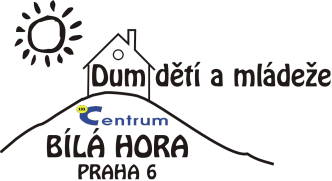 Dum dětí a mládeže
Centrum
BÍLÁ HORA
PRAHA 6